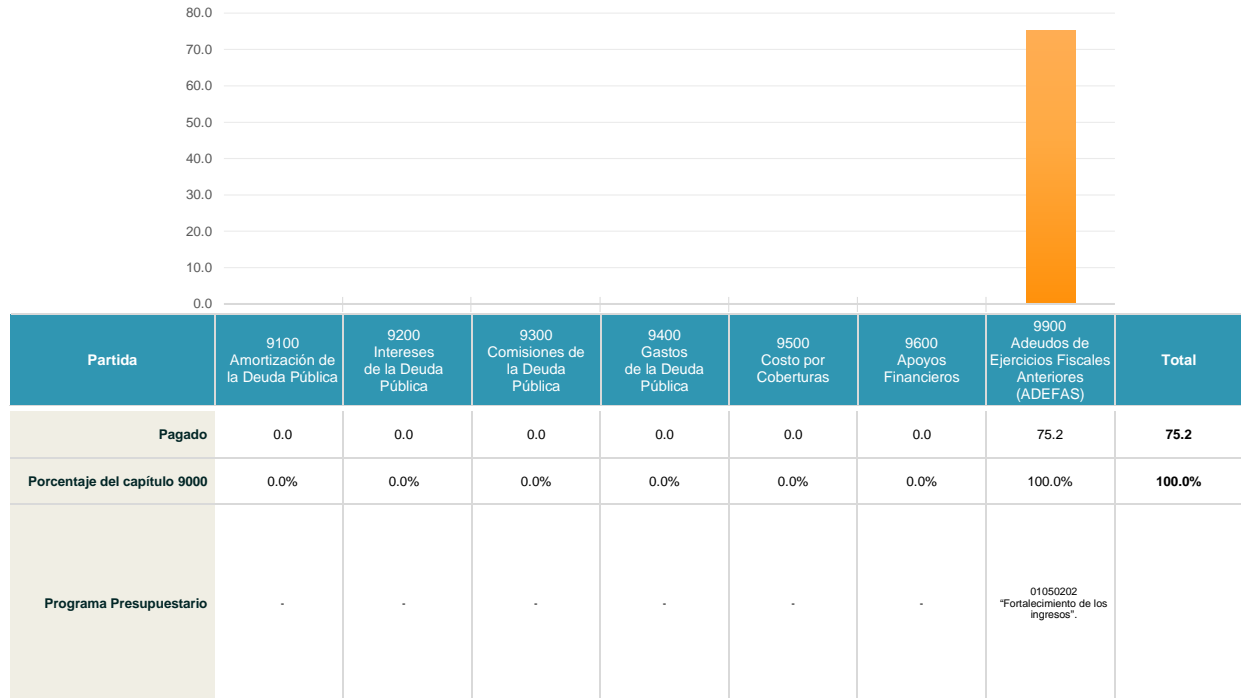 80.0
70.0
60.0
50.0
40.0
30.0
20.0
10.0
0.0
Partida
9100
Amortización de
la Deuda Pública
9200
Intereses
de la Deuda
Pública
9300
Comisiones de
la Deuda
Pública
9400
Gastos
de la Deuda
Pública
9500
Costo por
Coberturas
9600
Apoyos
Financieros
9900
Adeudos de
Ejercicios Fiscales
Anteriores
(ADEFAS)
Total
Pagado 0.0 0.0 0.0 0.0 0.0 0.0 75.2 75.2
Porcentaje del capítulo 9000 0.0% 0.0% 0.0% 0.0% 0.0% 0.0% 100.0% 100.0%
Programa Presupuestario - - - - - -
01050202
“Fortalecimiento de los
ingresos”.